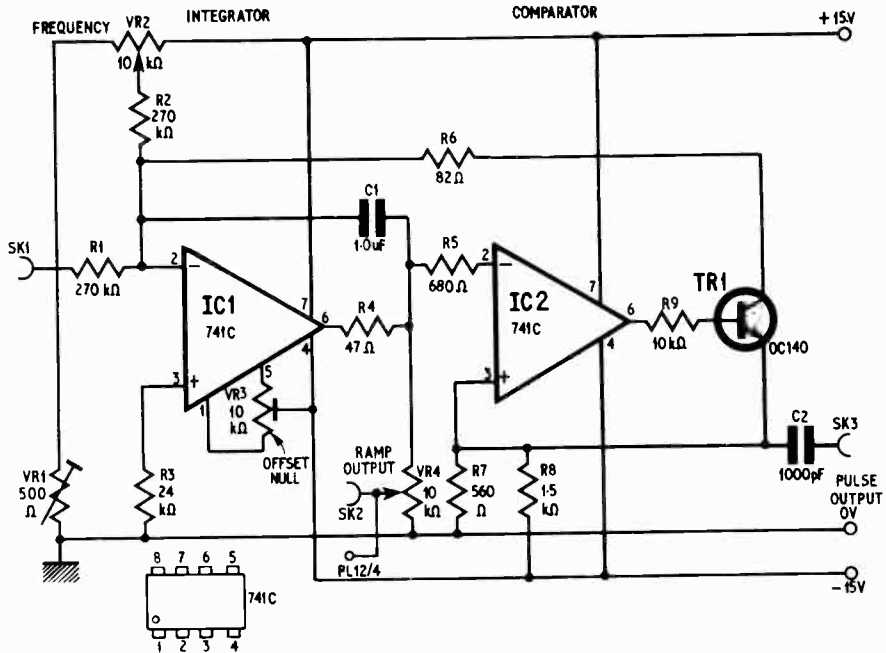 INTEGRATOR
COMPARATOR
FREQUENCY
VR2
10 kΩ
+15V
R2
270
kΩ
R6
82Ω
C1
1·0uF
SK1
R1
270 kΩ
2
−
IC1
741C
7
6
4
3
+
1
5
R4
47Ω
R5
680Ω
2
−
IC2
741C
7
6
4
3
+
R9
10kΩ
TR1
OC140
VR3
10
kΩ
OFFSET
NULL
C2
1000pF
SK3
VR1
500
Ω
R3
24
kΩ
RAMP
OUTPUT
SK2
VR4
10
kΩ
R7
560
Ω
R8
1·5
kΩ
PULSE
OUTPUT
0V
PL12/4
−15V
8 7 6 5
741C
1 2 3 4